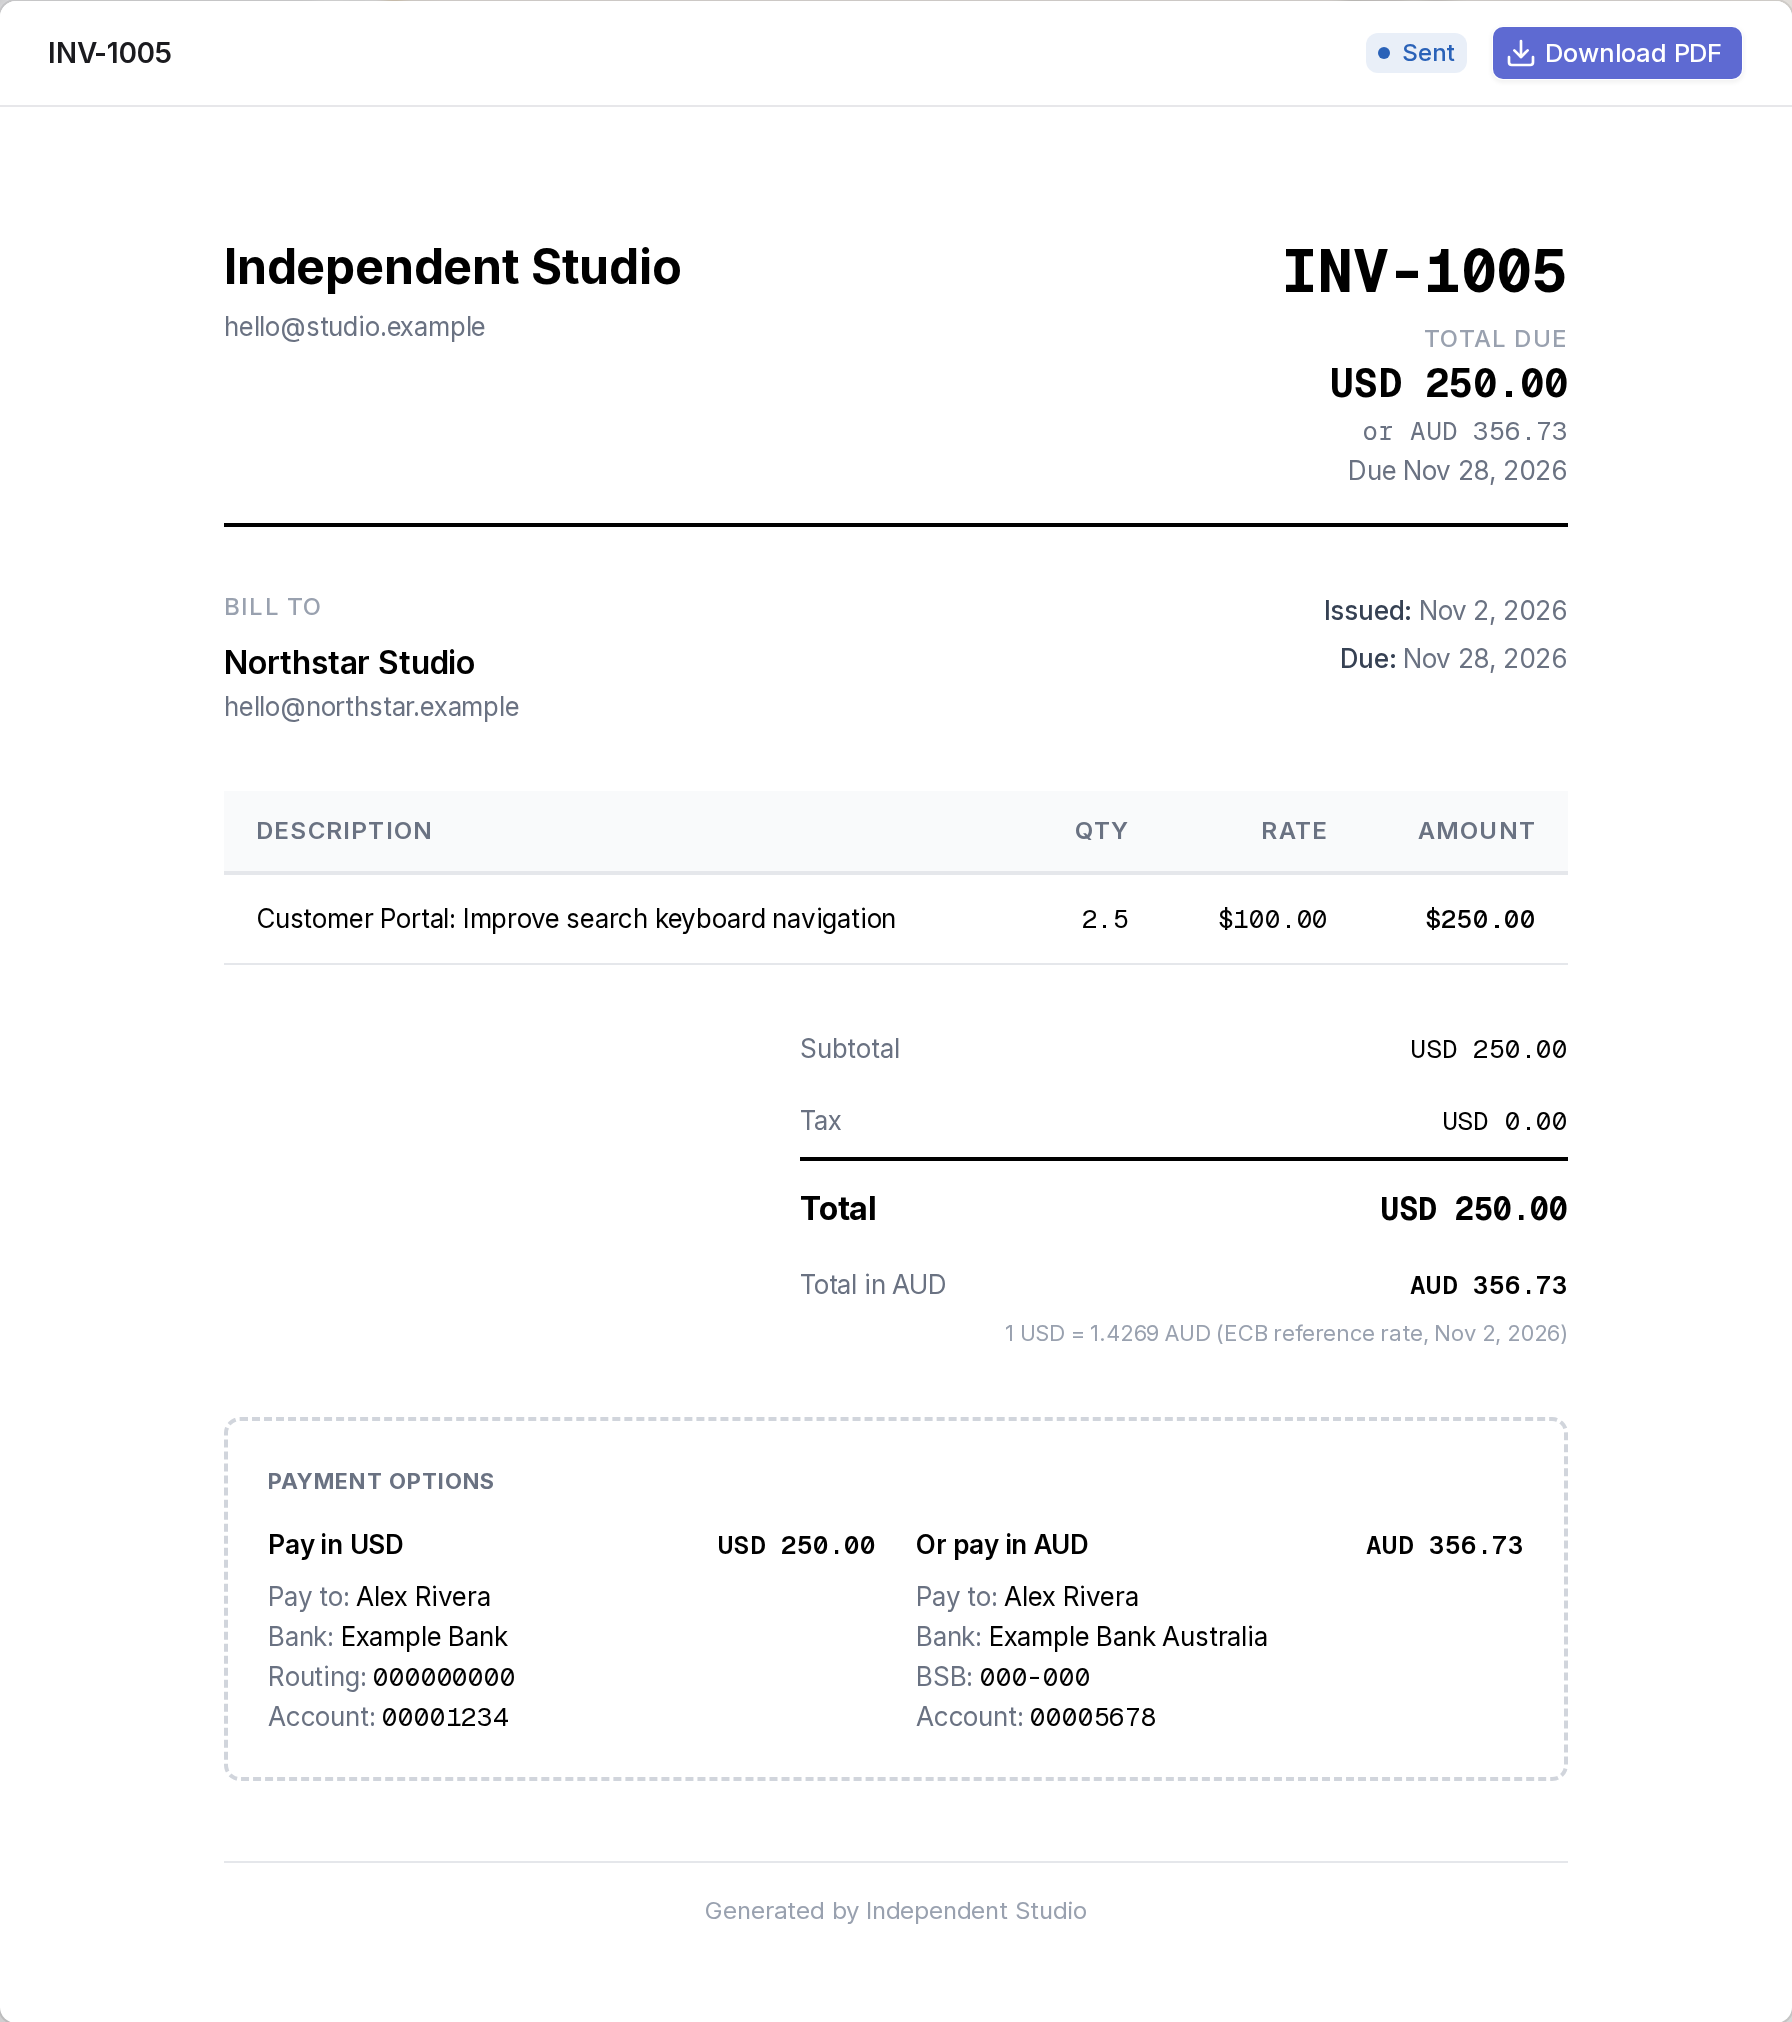 INV-1005
Sent
Download PDF
Independent Studio
hello@studio.example
INV-1005
TOTAL DUE
USD 250.00
or AUD 356.73
Due Nov 28, 2026
BILL TO
Northstar Studio
hello@northstar.example
Issued: Nov 2, 2026
Due: Nov 28, 2026
DESCRIPTION QTY RATE AMOUNT
Customer Portal: Improve search keyboard navigation 2.5 $100.00 $250.00
Subtotal USD 250.00
Tax USD 0.00
Total USD 250.00
Total in AUD AUD 356.73
1 USD = 1.4269 AUD (ECB reference rate, Nov 2, 2026)
PAYMENT OPTIONS
Pay in USD USD 250.00
Pay to: Alex Rivera
Bank: Example Bank
Routing: 000000000
Account: 00001234
Or pay in AUD AUD 356.73
Pay to: Alex Rivera
Bank: Example Bank Australia
BSB: 000-000
Account: 00005678
Generated by Independent Studio